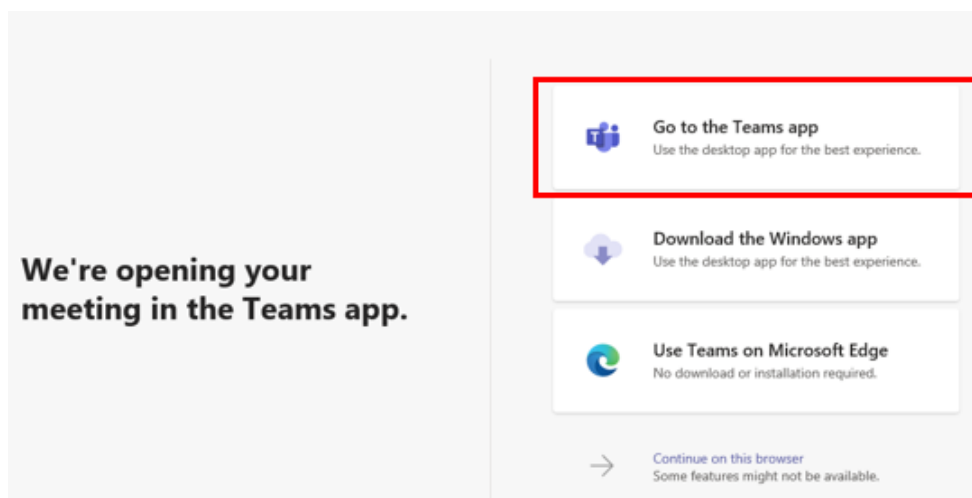 We're opening your
meeting in the Teams app.
Go to the Teams app
Use the desktop app for the best experience.
Download the Windows app
Use the desktop app for the best experience.
Use Teams on Microsoft Edge
No download or installation required.
Continue on this browser
Some features might not be available.